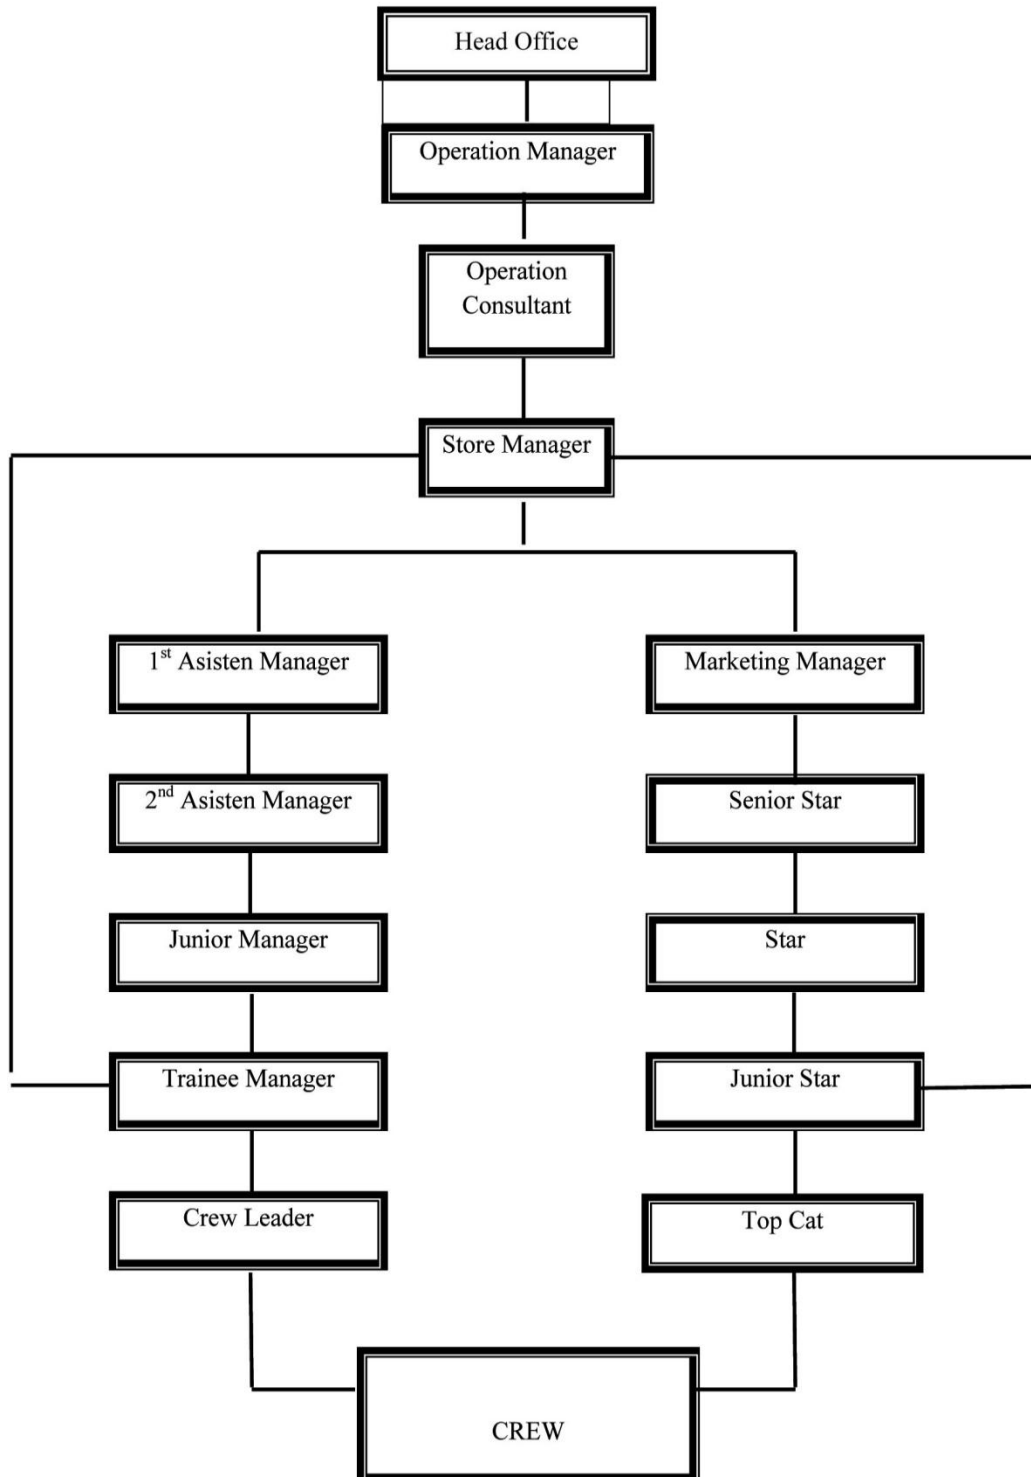 Head Office
Operation Manager
Operation
Consultant
Store Manager
1st Asisten Manager
Marketing Manager
2nd Asisten Manager
Senior Star
Junior Manager
Star
Trainee Manager
Junior Star
Crew Leader
Top Cat
CREW